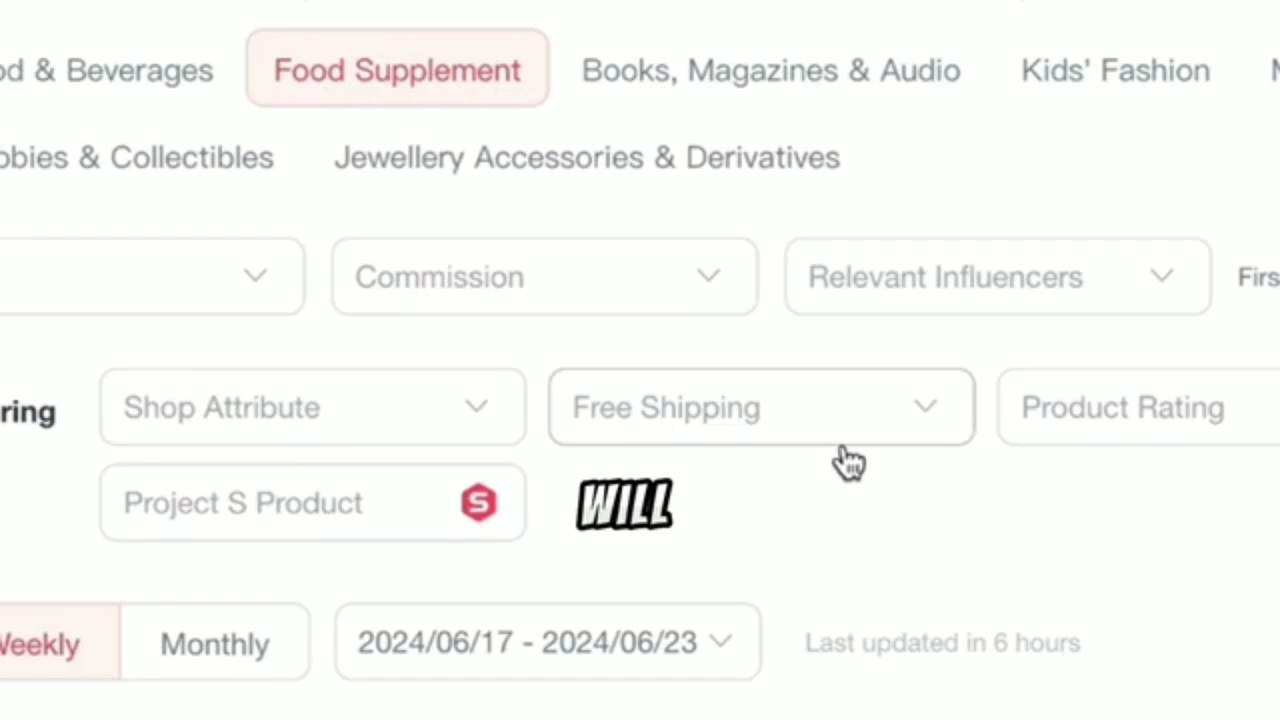 od & Beverages Food Supplement Books, Magazines & Audio Kids' Fashion
bbies & Collectibles Jewellery Accessories & Derivatives
Commission Relevant Influencers Firs
ring Shop Attribute Free Shipping Product Rating
Project S Product S WILL
Weekly Monthly 2024/06/17 - 2024/06/23 Last updated in 6 hours